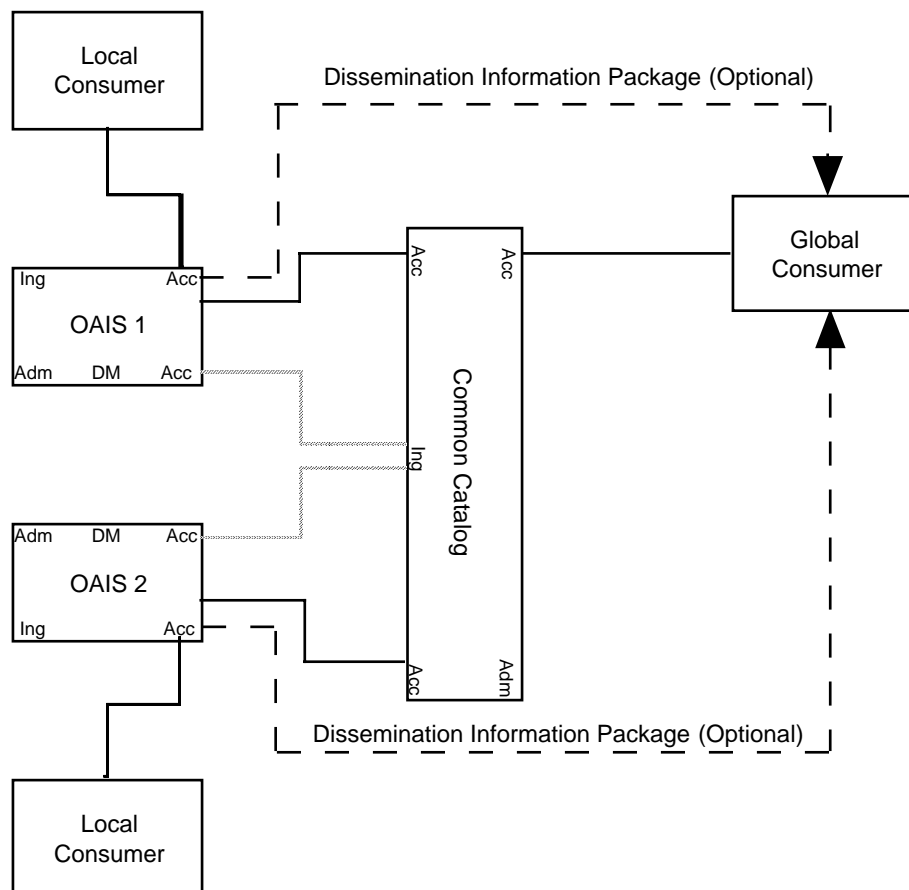 Local
Consumer
Dissemination Information Package (Optional)
Global
Consumer
Ing
Acc
OAIS 1
Adm
DM
Acc
Acc
Acc
Ing
Common Catalog
Acc
Adm
Adm
DM
Acc
OAIS 2
Ing
Acc
Dissemination Information Package (Optional)
Local
Consumer